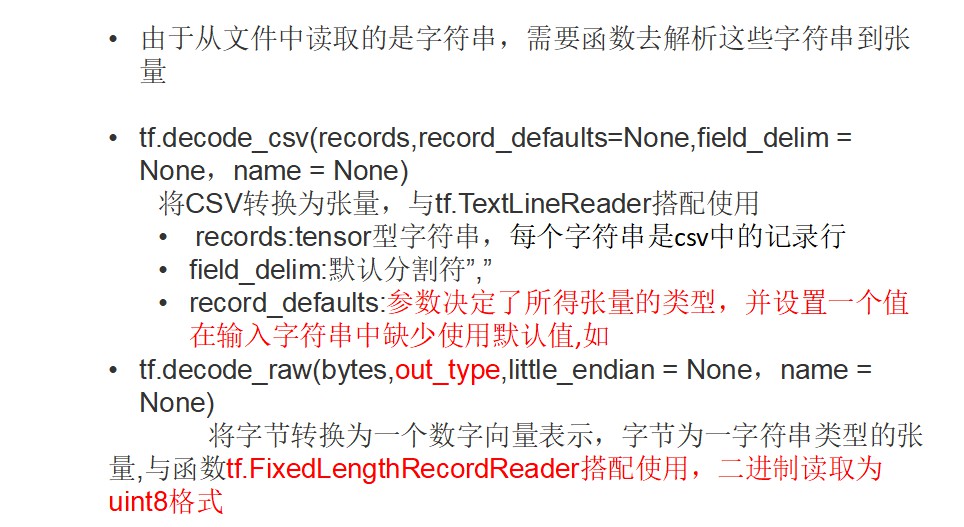 • 由于从文件中读取的是字符串，需要函数去解析这些字符串到张
量
• tf.decode_csv(records,record_defaults=None,field_delim =
None，name = None)
将CSV转换为张量，与tf.TextLineReader搭配使用
• records:tensor型字符串，每个字符串是csv中的记录行
• field_delim:默认分割符”,”
• record_defaults:参数决定了所得张量的类型，并设置一个值
在输入字符串中缺少使用默认值,如
• tf.decode_raw(bytes,out_type,little_endian = None，name =
None)
将字节转换为一个数字向量表示，字节为一字符串类型的张
量,与函数tf.FixedLengthRecordReader搭配使用，二进制读取为
uint8格式